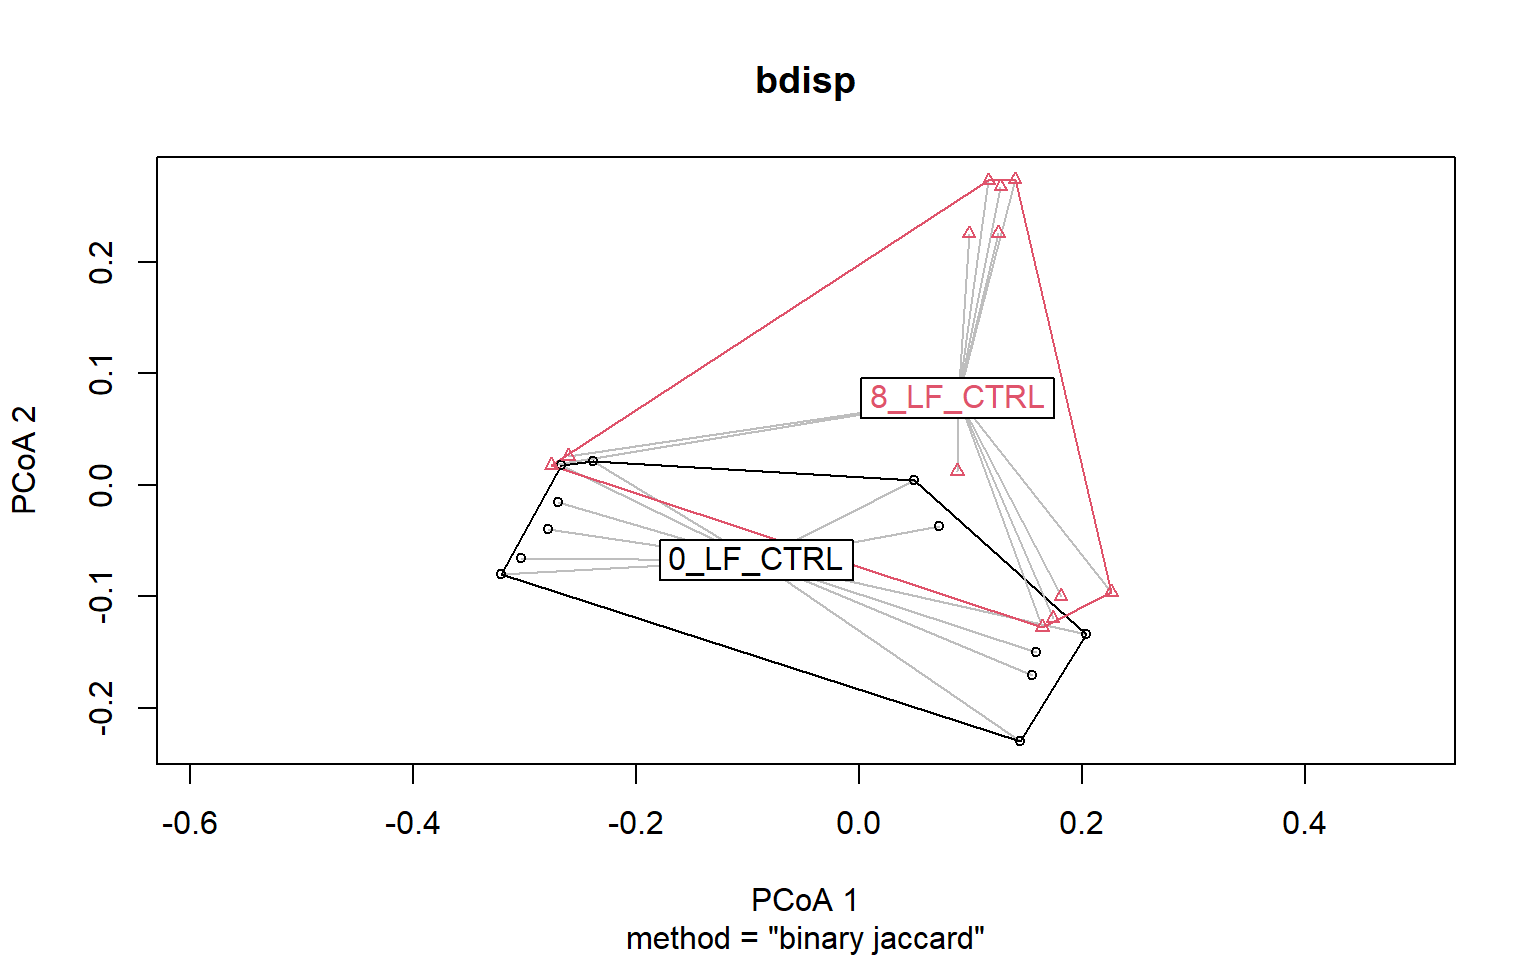 bdisp
PCoA 2
0.2
0.1
0.0
-0.1
-0.2
8_LF_CTRL
0_LF_CTRL
-0.6 -0.4 -0.2 0.0 0.2 0.4
PCoA 1
method = "binary jaccard"